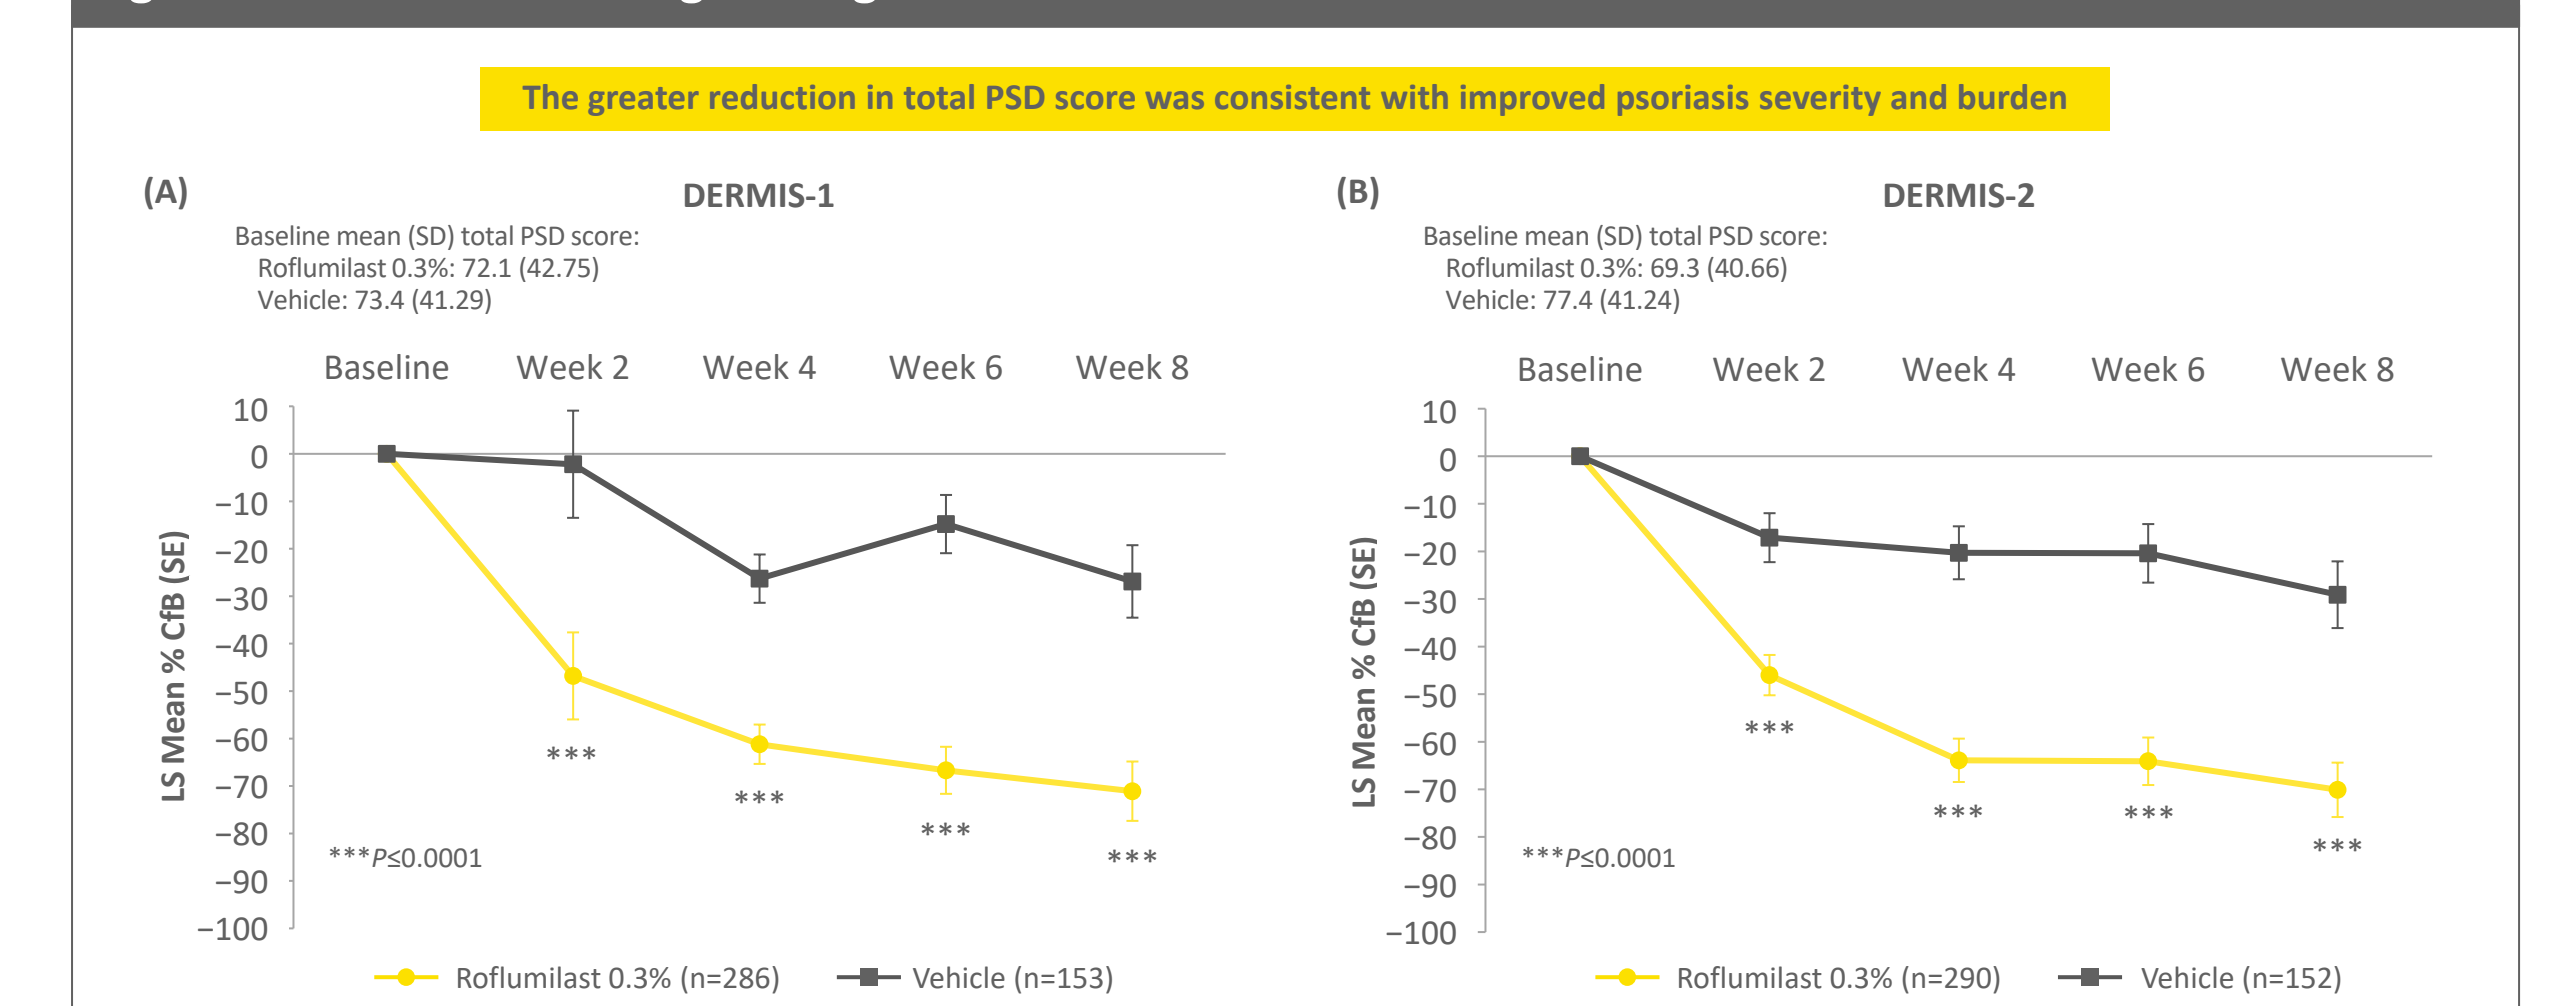 The greater reduction in total PSD score was consistent with improved psoriasis severity and burden
(A)
DERMIS-1
Baseline mean (SD) total PSD score:
Roflumilast 0.3%: 72.1 (42.75)
Vehicle: 73.4 (41.29)
Baseline Week 2 Week 4 Week 6 Week 8
LS Mean % CfB (SE)
10
0
−10
−20
−30
−40
−50
−60
−70
−80
−90
−100
***
***
***
***
***P≤0.0001
Roflumilast 0.3% (n=286) Vehicle (n=153)
(B)
DERMIS-2
Baseline mean (SD) total PSD score:
Roflumilast 0.3%: 69.3 (40.66)
Vehicle: 77.4 (41.24)
Baseline Week 2 Week 4 Week 6 Week 8
LS Mean % CfB (SE)
10
0
−10
−20
−30
−40
−50
−60
−70
−80
−90
−100
***
***
***
***
***P≤0.0001
Roflumilast 0.3% (n=290) Vehicle (n=152)